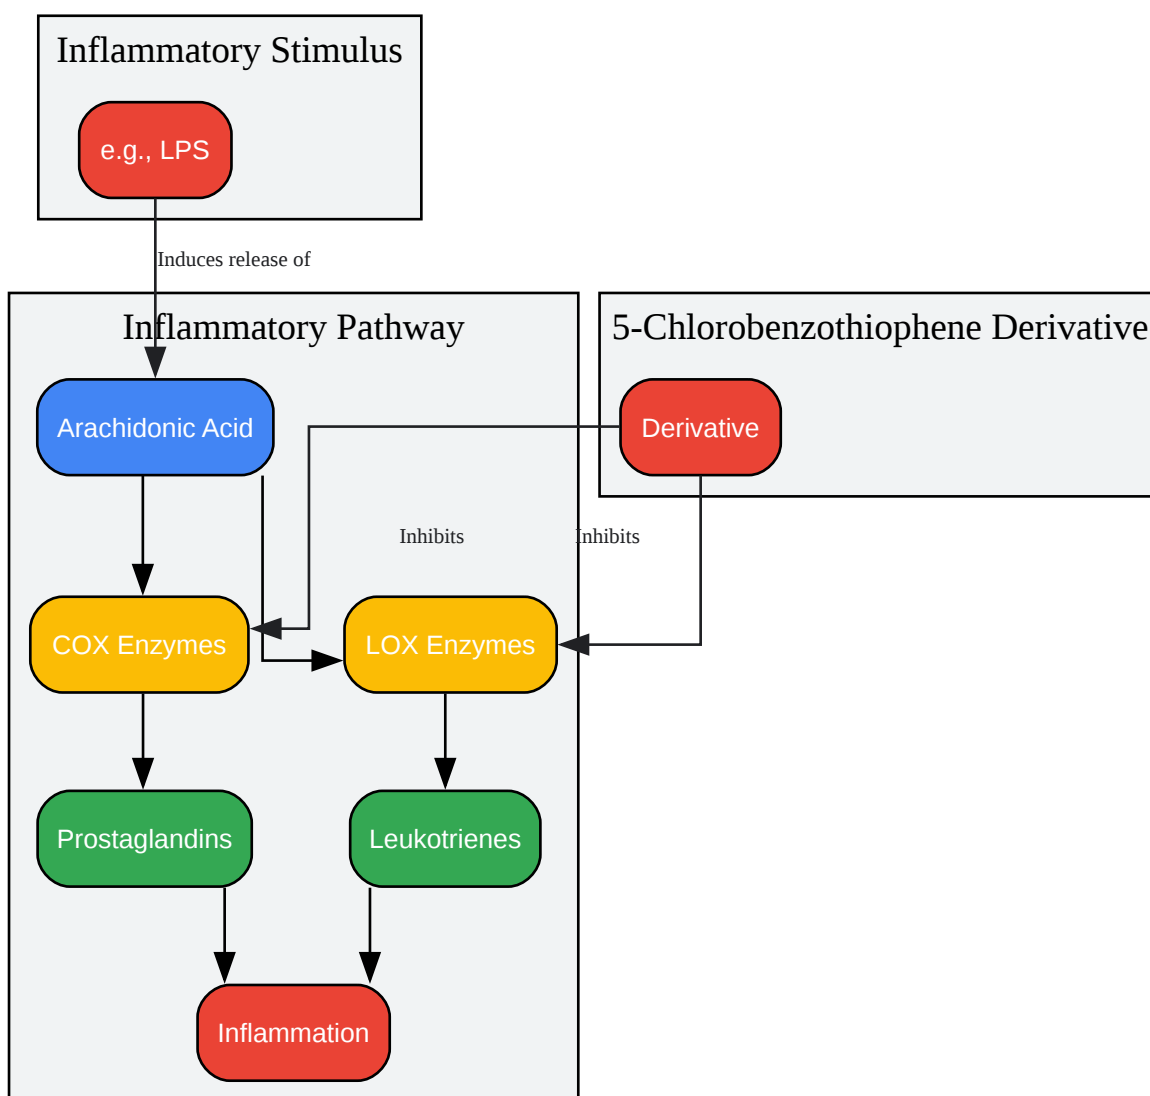 Inflammatory Stimulus
e.g., LPS
Induces release of
Inflammatory Pathway
5-Chlorobenzothiophene Derivative
Arachidonic Acid
Derivative
Inhibits
Inhibits
COX Enzymes
LOX Enzymes
Prostaglandins
Leukotrienes
Inflammation